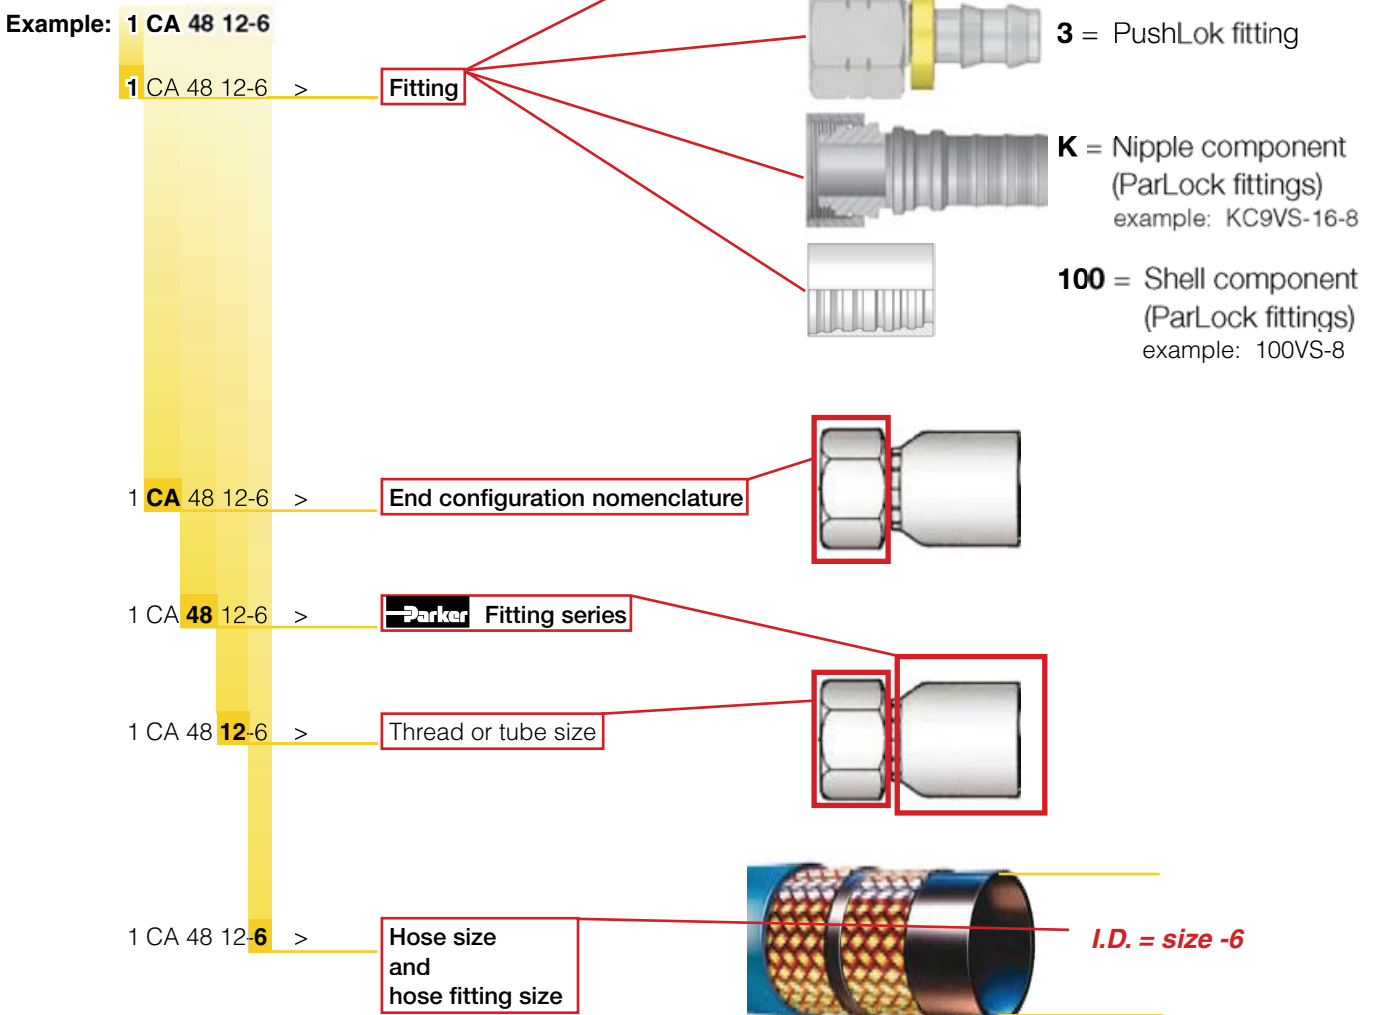 Example: 1 CA 48 12-6
1 CA 48 12-6 > Fitting
3 = PushLok fitting
K = Nipple component
(ParLock fittings)
example: KC9VS-16-8
100 = Shell component
(ParLock fittings)
example: 100VS-8
1 CA 48 12-6 > End configuration nomenclature
1 CA 48 12-6 > Parker Fitting series
1 CA 48 12-6 > Thread or tube size
1 CA 48 12-6 > Hose size
and
hose fitting size
I.D. = size -6